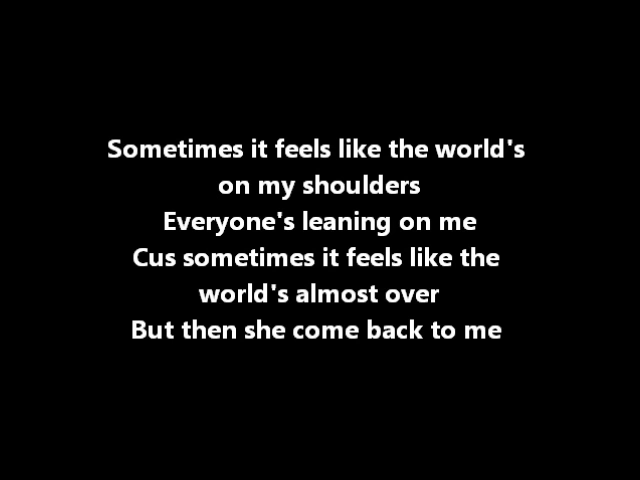 Sometimes it feels like the world's
on my shoulders
Everyone's leaning on me
Cus sometimes it feels like the
world's almost over
But then she come back to me